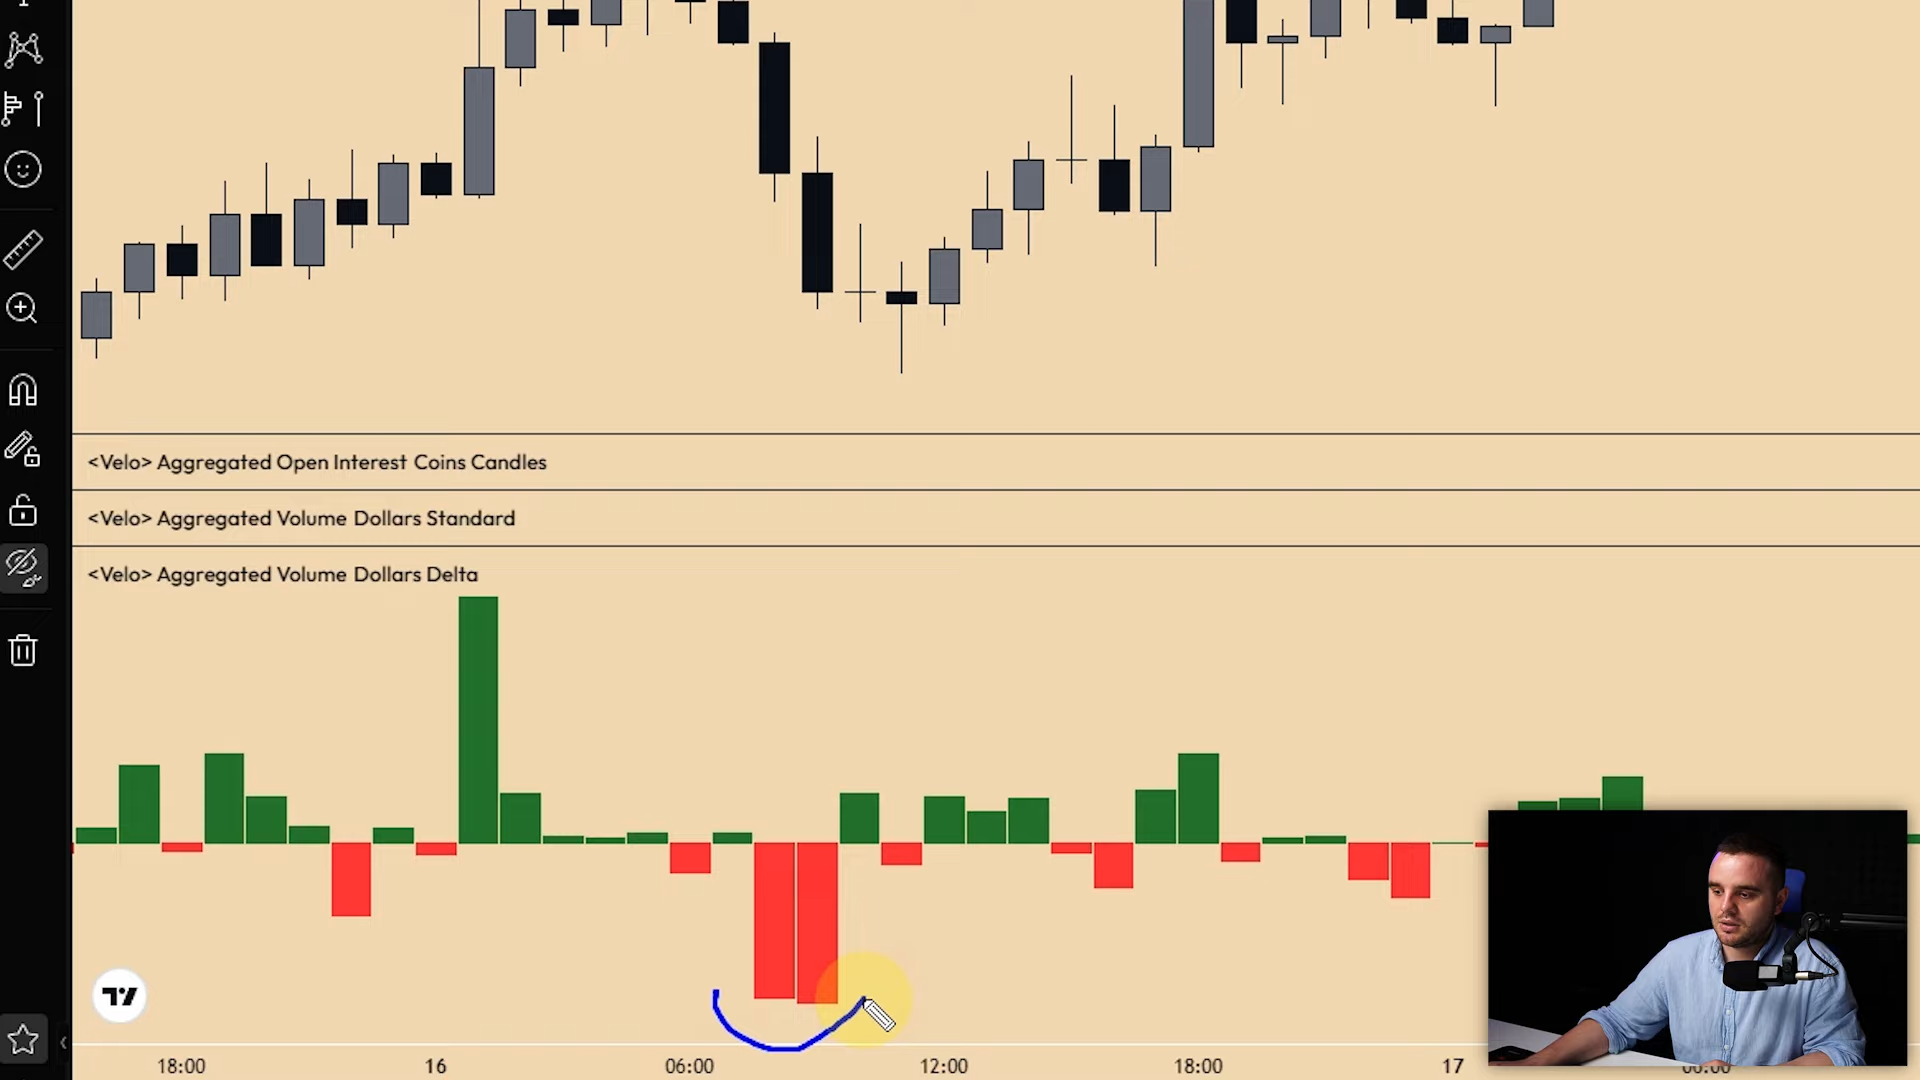 <Velo> Aggregated Open Interest Coins Candles
<Velo> Aggregated Volume Dollars Standard
<Velo> Aggregated Volume Dollars Delta
18:00 16 06:00 12:00 18:00 17